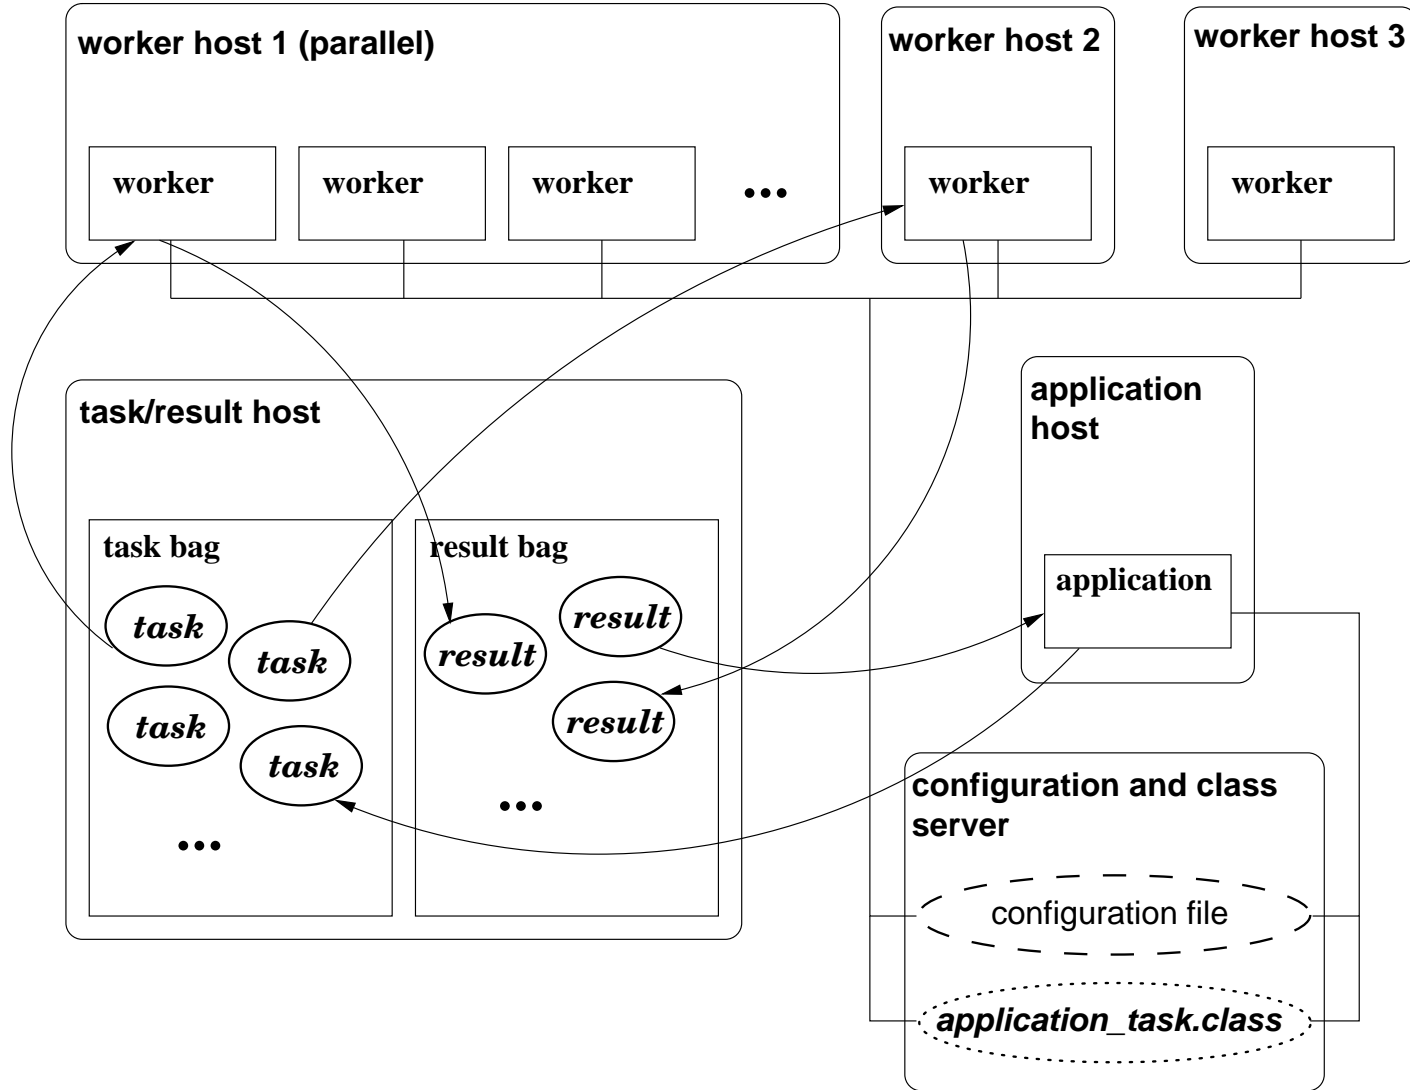 worker host 1 (parallel)
worker host 2
worker host 3
worker
worker
worker
...
worker
worker
task/result host
application
host
task bag
result bag
application
task
task
task
task
...
result
result
result
...
configuration and class
server
configuration file
application_task.class